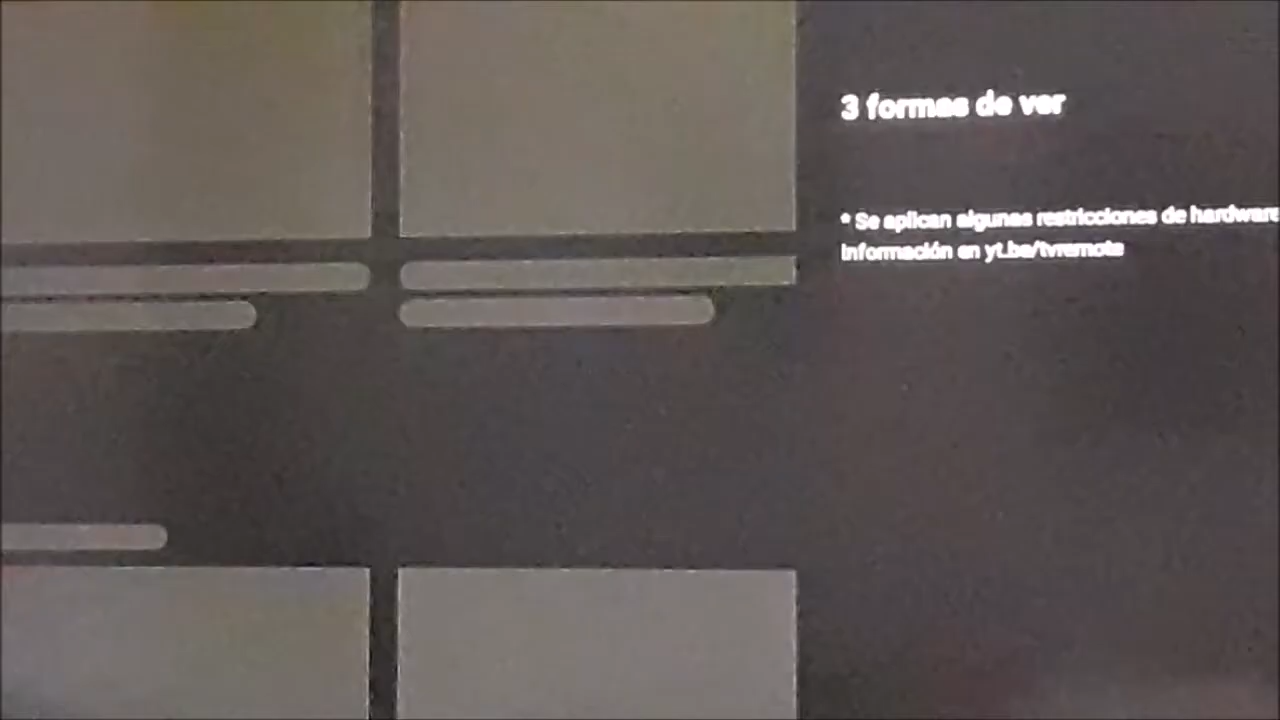 3 formas de ver
* Se aplican algunas restricciones de hardware
Información en yt.be/tvremote